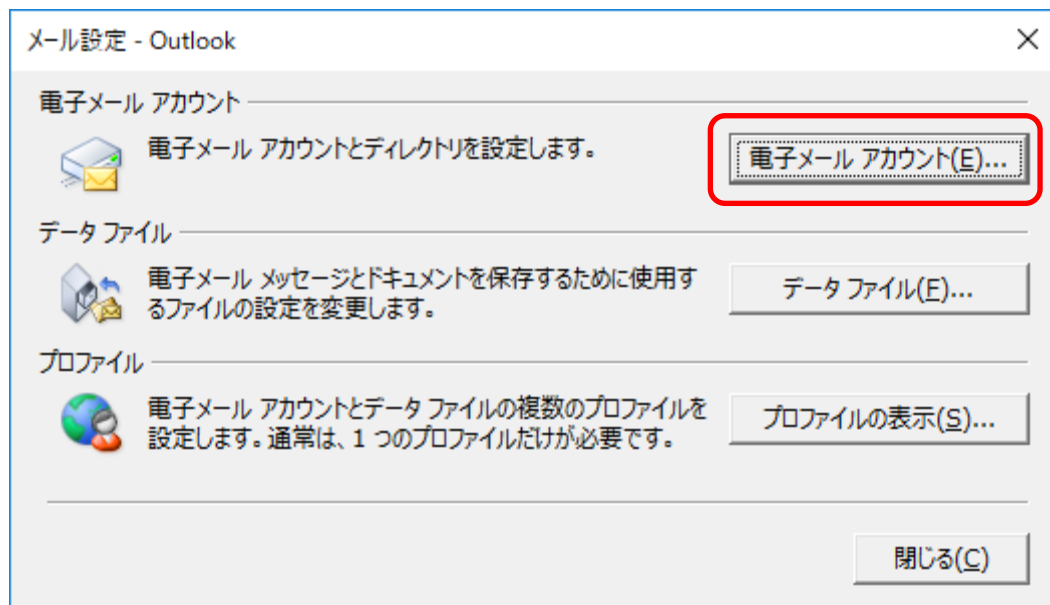 メール設定 - Outlook
電子メール アカウント
電子メール アカウントとディレクトリを設定します。
電子メール アカウント(E)...
データ ファイル
電子メール メッセージとドキュメントを保存するために使用す
るファイルの設定を変更します。
データ ファイル(F)...
プロファイル
電子メール アカウントとデータ ファイルの複数のプロファイルを
設定します。通常は、1 つのプロファイルだけが必要です。
プロファイルの表示(S)...
閉じる(C)